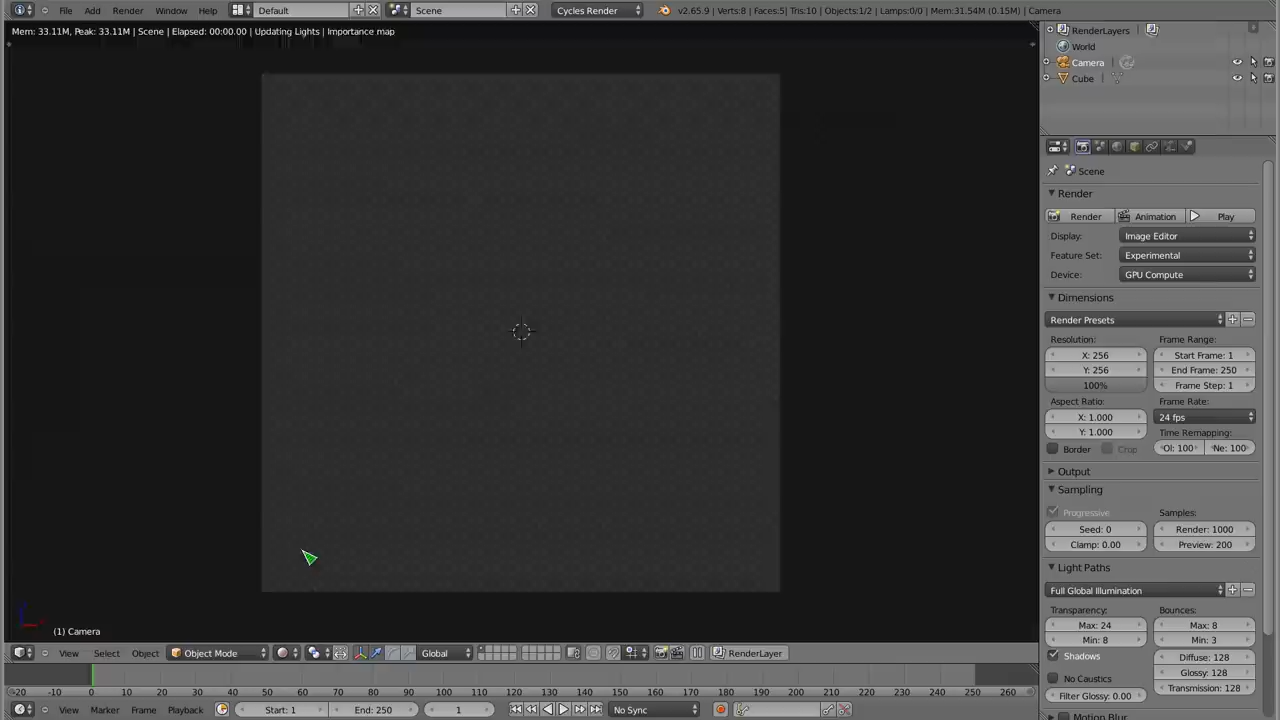 File Add Render Window Help Default Scene Cycles Render v2.65.9 | Verts:8 | Faces:5 | Tris:10 | Objects:1/2 | Lamps:0/0 | Mem:31.54M (0.15M) | Camera
Mem: 33.11M, Peak: 33.11M | Scene | Elapsed: 00:00.00 | Updating Lights | Importance map
RenderLayers
World
Camera
Cube
Scene
Render
Render Animation Play
Display: Image Editor
Feature Set: Experimental
Device: GPU Compute
Dimensions
Render Presets
Resolution: Frame Range:
X: 256 Start Frame: 1
Y: 256 End Frame: 250
100% Frame Step: 1
Aspect Ratio: Frame Rate:
X: 1.000 24 fps
Y: 1.000 Time Remapping:
Border Crop Ol: 100 Ne: 100
Output
Sampling
Progressive Samples:
Seed: 0 Render: 1000
Clamp: 0.00 Preview: 200
Light Paths
Full Global Illumination
Transparency: Bounces:
Max: 24 Max: 8
Min: 8 Min: 3
Shadows Diffuse: 128
No Caustics Glossy: 128
Filter Glossy: 0.00 Transmission: 128
Motion Blur
(1) Camera
View Select Object Object Mode Global RenderLayer
-20 -10 0 10 20 30 40 50 60 70 80 90 100 110 120 130 140 150 160 170 180 190 200 210 220 230 240 250 260
View Marker Frame Playback Start: 1 End: 250 1 No Sync